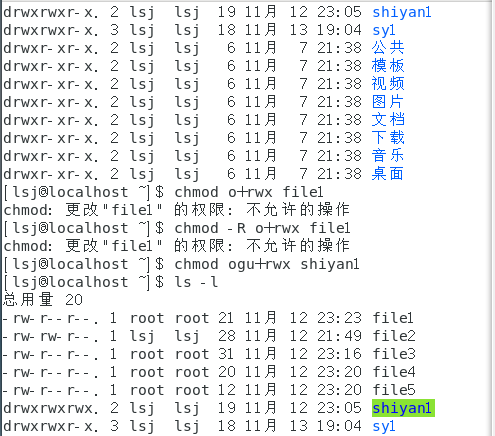 drwxrwxr-x. 2 lsj  lsj  19 11月  12 23:05 shiyan1
drwxrwxr-x. 3 lsj  lsj  18 11月  13 19:04 sy1
drwxr-xr-x. 2 lsj  lsj   6 11月   7 21:38 公共
drwxr-xr-x. 2 lsj  lsj   6 11月   7 21:38 模板
drwxr-xr-x. 2 lsj  lsj   6 11月   7 21:38 视频
drwxr-xr-x. 2 lsj  lsj   6 11月   7 21:38 图片
drwxr-xr-x. 2 lsj  lsj   6 11月   7 21:38 文档
drwxr-xr-x. 2 lsj  lsj   6 11月   7 21:38 下载
drwxr-xr-x. 2 lsj  lsj   6 11月   7 21:38 音乐
drwxr-xr-x. 2 lsj  lsj   6 11月   7 21:38 桌面
[lsj@localhost ~]$ chmod o+rwx file1
chmod: 更改"file1" 的权限: 不允许的操作
[lsj@localhost ~]$ chmod -R o+rwx file1
chmod: 更改"file1" 的权限: 不允许的操作
[lsj@localhost ~]$ chmod ogu+rwx shiyan1
[lsj@localhost ~]$ ls -l
总用量 20
-rw-r--r--. 1 root root 21 11月  12 23:23 file1
-rw-rw-r--. 1 lsj  lsj  28 11月  12 21:49 file2
-rw-r--r--. 1 root root 31 11月  12 23:16 file3
-rw-r--r--. 1 root root 20 11月  12 23:20 file4
-rw-r--r--. 1 root root 12 11月  12 23:20 file5
drwxrwxrwx. 2 lsj  lsj  19 11月  12 23:05 shiyan1
drwxrwxr-x. 3 lsj  lsj  18 11月  13 19:04 sy1